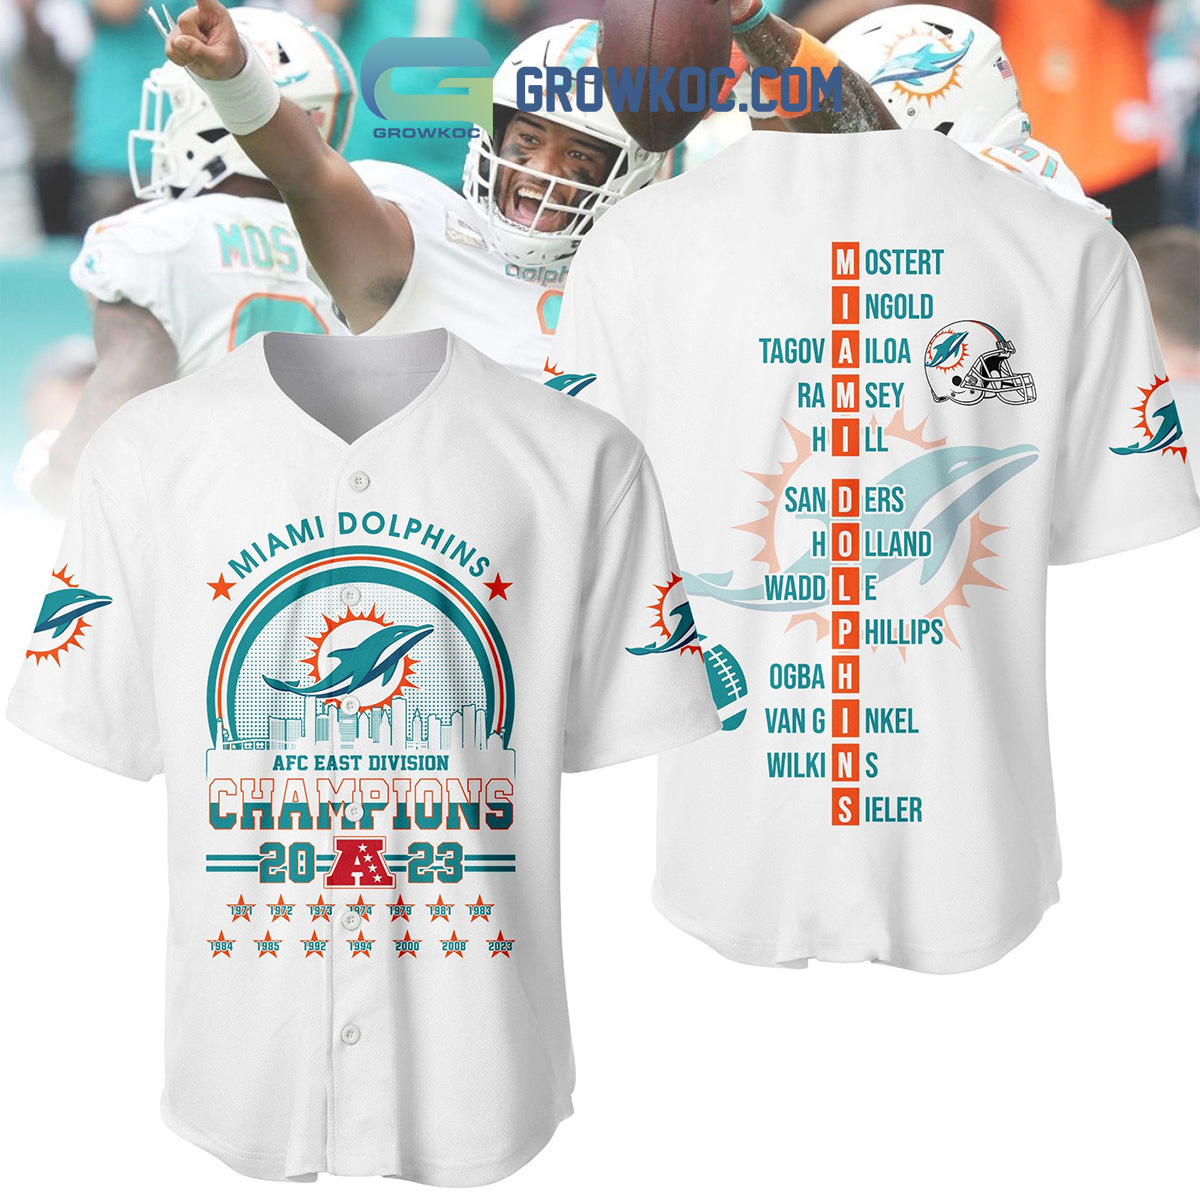 GROWKOC
GROWKOC.COM
MOST
dolph
MIAMI DOLPHINS
AFC EAST DIVISION
CHAMPIONS
20 A 23
1971 1972 1973 1974 1979 1981 1983
1984 1985 1992 1994 2000 2008 2023
MOSTERT
INGOLD
TAGOVAILOA
RAMSEY
HILL
SANDERS
HOLLAND
WADDLE
PHILLIPS
OGBAH
VAN GINKEL
WILKINS
SIELER